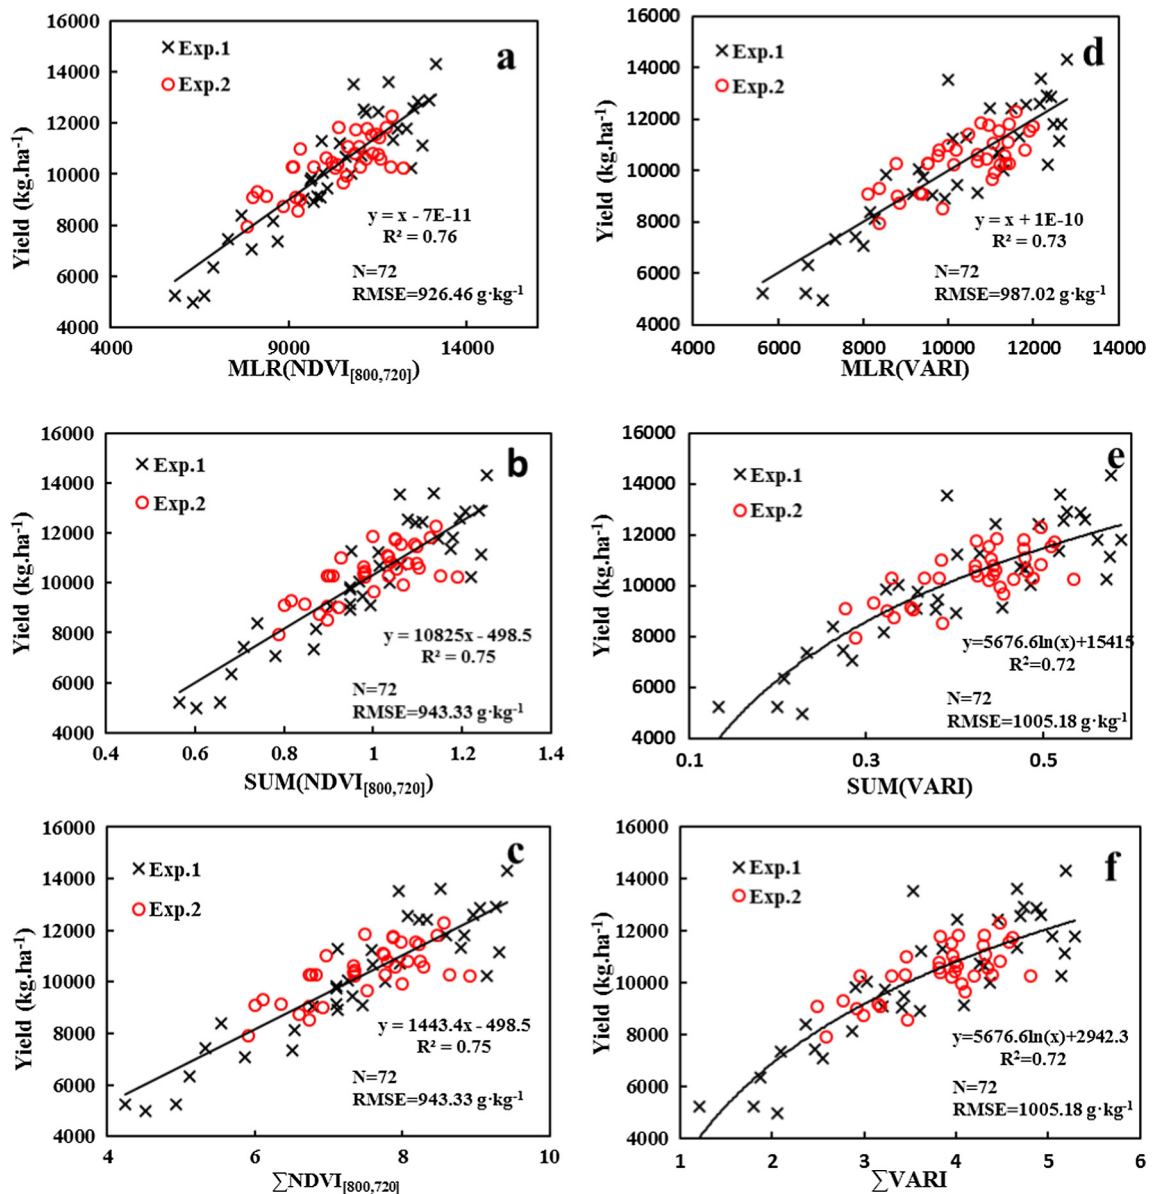 a
Exp.1
Exp.2
16000
14000
12000
10000
8000
6000
4000
Yield (kg.ha⁻¹)
y = x - 7E-11
R² = 0.76
N=72
RMSE=926.46 g·kg⁻¹
4000 9000 14000
MLR(NDVI[800,720])
d
Exp.1
Exp.2
16000
14000
12000
10000
8000
6000
4000
Yield (kg.ha⁻¹)
y = x + 1E-10
R² = 0.73
N=72
RMSE=987.02 g·kg⁻¹
4000 6000 8000 10000 12000 14000
MLR(VARI)
b
Exp.1
Exp.2
16000
14000
12000
10000
8000
6000
4000
Yield (kg.ha⁻¹)
y = 10825x - 498.5
R² = 0.75
N=72
RMSE=943.33 g·kg⁻¹
0.4 0.6 0.8 1 1.2 1.4
SUM(NDVI[800,720])
e
Exp.1
Exp.2
16000
14000
12000
10000
8000
6000
4000
Yield (kg.ha⁻¹)
y=5676.6ln(x)+15415
R²=0.72
N=72
RMSE=1005.18 g·kg⁻¹
0.1 0.3 0.5
SUM(VARI)
c
Exp.1
Exp.2
16000
14000
12000
10000
8000
6000
4000
Yield (kg.ha⁻¹)
y = 1443.4x - 498.5
R² = 0.75
N=72
RMSE=943.33 g·kg⁻¹
4 6 8 10
∑NDVI[800,720]
f
Exp.1
Exp.2
16000
14000
12000
10000
8000
6000
4000
Yield (kg.ha⁻¹)
y=5676.6ln(x)+2942.3
R²=0.72
N=72
RMSE=1005.18 g·kg⁻¹
1 2 3 4 5 6
∑VARI